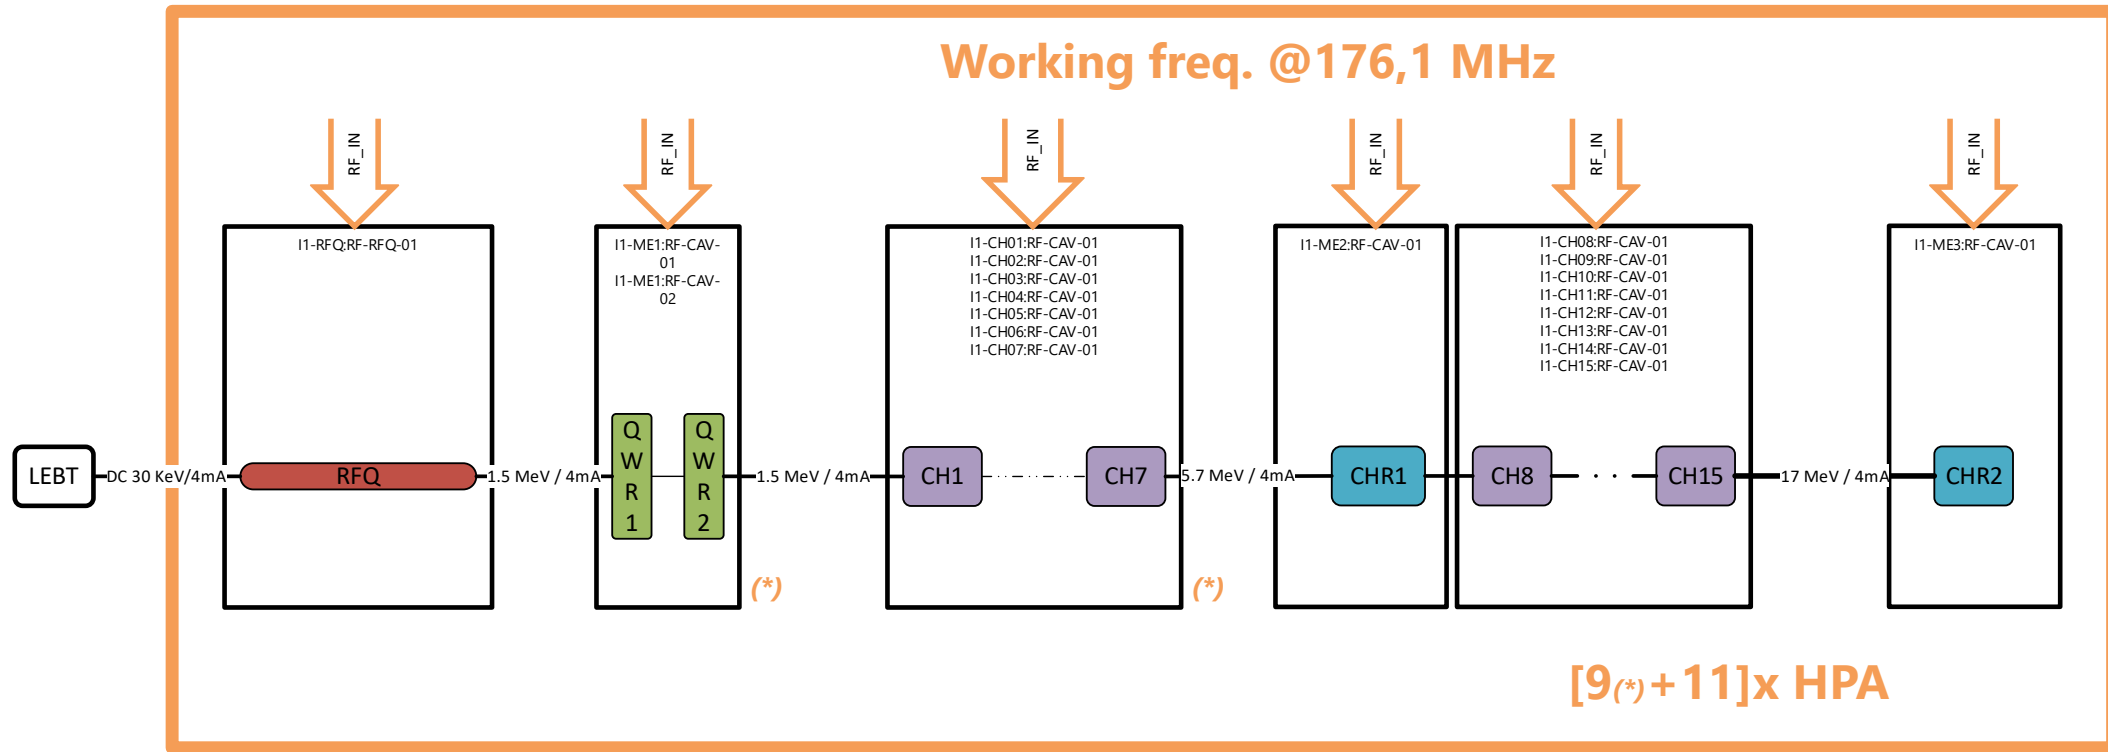 Working freq. @176,1 MHz
RF_IN
RF_IN
RF_IN
RF_IN
RF_IN
RF_IN
I1-RFQ:RF-RFQ-01
I1-ME1:RF-CAV-
01
I1-ME1:RF-CAV-
02
I1-CH01:RF-CAV-01
I1-CH02:RF-CAV-01
I1-CH03:RF-CAV-01
I1-CH04:RF-CAV-01
I1-CH05:RF-CAV-01
I1-CH06:RF-CAV-01
I1-CH07:RF-CAV-01
I1-ME2:RF-CAV-01
I1-CH08:RF-CAV-01
I1-CH09:RF-CAV-01
I1-CH10:RF-CAV-01
I1-CH11:RF-CAV-01
I1-CH12:RF-CAV-01
I1-CH13:RF-CAV-01
I1-CH14:RF-CAV-01
I1-CH15:RF-CAV-01
I1-ME3:RF-CAV-01
LEBT
DC 30 KeV/4mA
RFQ
1.5 MeV / 4mA
QWR1
QWR2
1.5 MeV / 4mA
CH1
CH7
5.7 MeV / 4mA
CHR1
CH8
CH15
17 MeV / 4mA
CHR2
(*)
(*)
[9(*)+11]x HPA